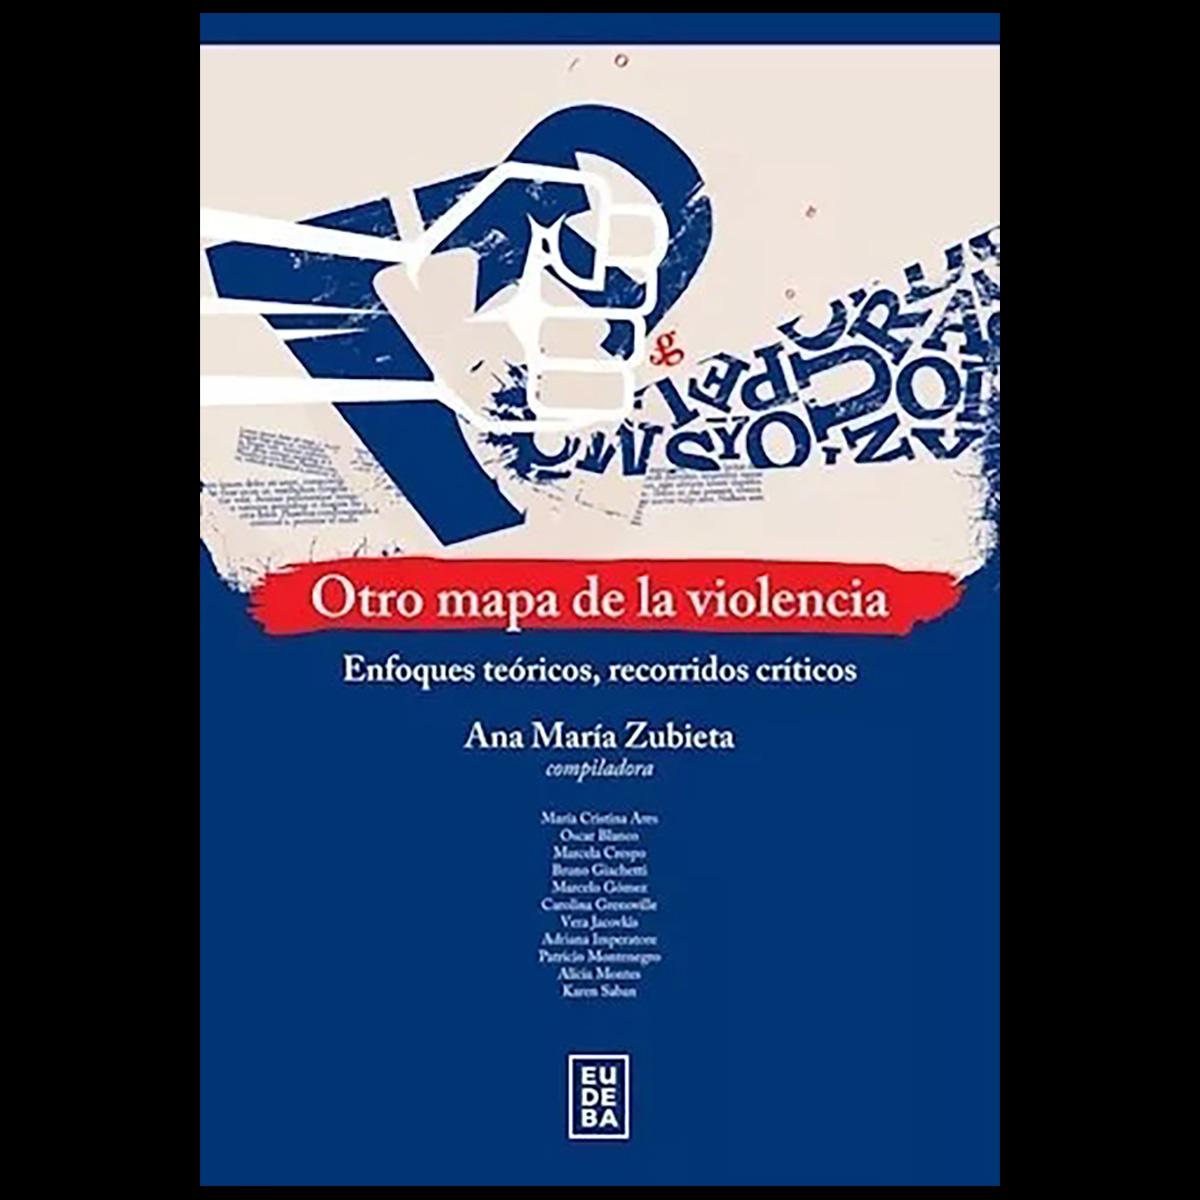 Otro mapa de la violencia
Enfoques teóricos, recorridos críticos
Ana María Zubieta
compiladora
María Cristina Ares
Oscar Blanco
Marcela Crespo
Bruno Giachetti
Marcelo Gómez
Carolina Grenoville
Vera Jacovkis
Adriana Imperatore
Patricio Montenegro
Alicia Montes
Karen Saban
EU
DE
BA